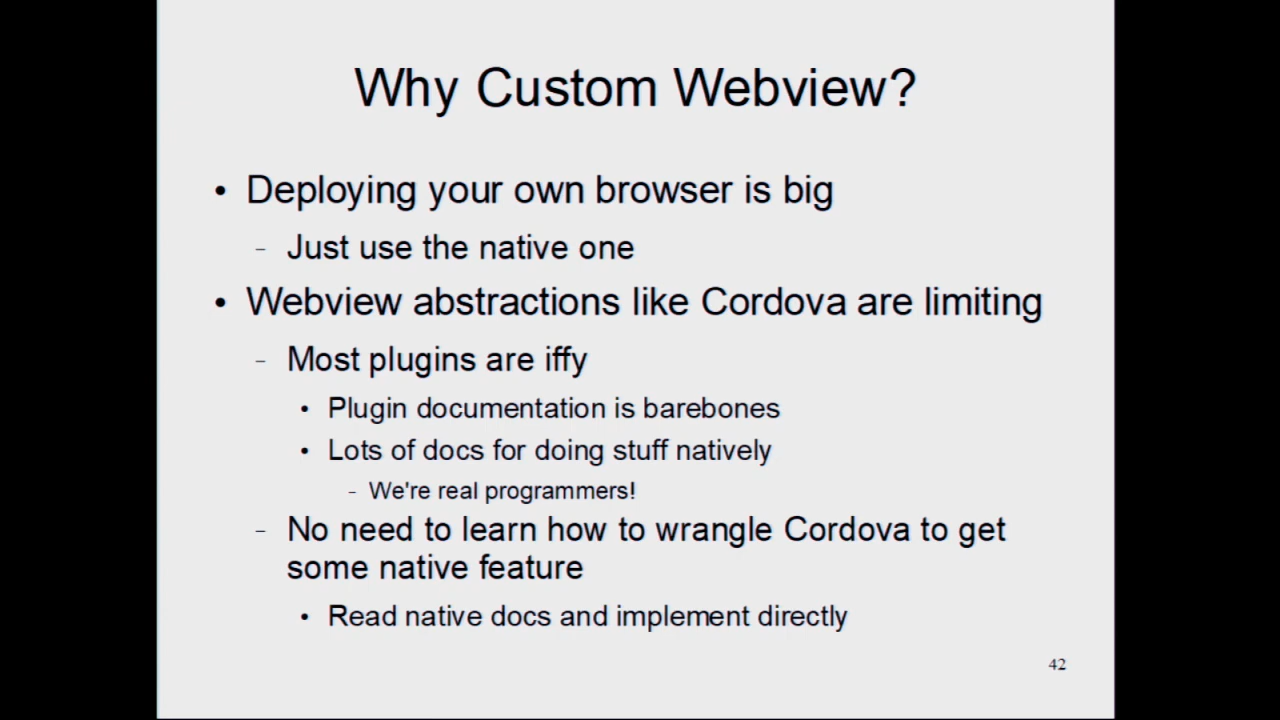 Why Custom Webview?
• Deploying your own browser is big
– Just use the native one
• Webview abstractions like Cordova are limiting
– Most plugins are iffy
• Plugin documentation is barebones
• Lots of docs for doing stuff natively
– We're real programmers!
– No need to learn how to wrangle Cordova to get
some native feature
• Read native docs and implement directly
42